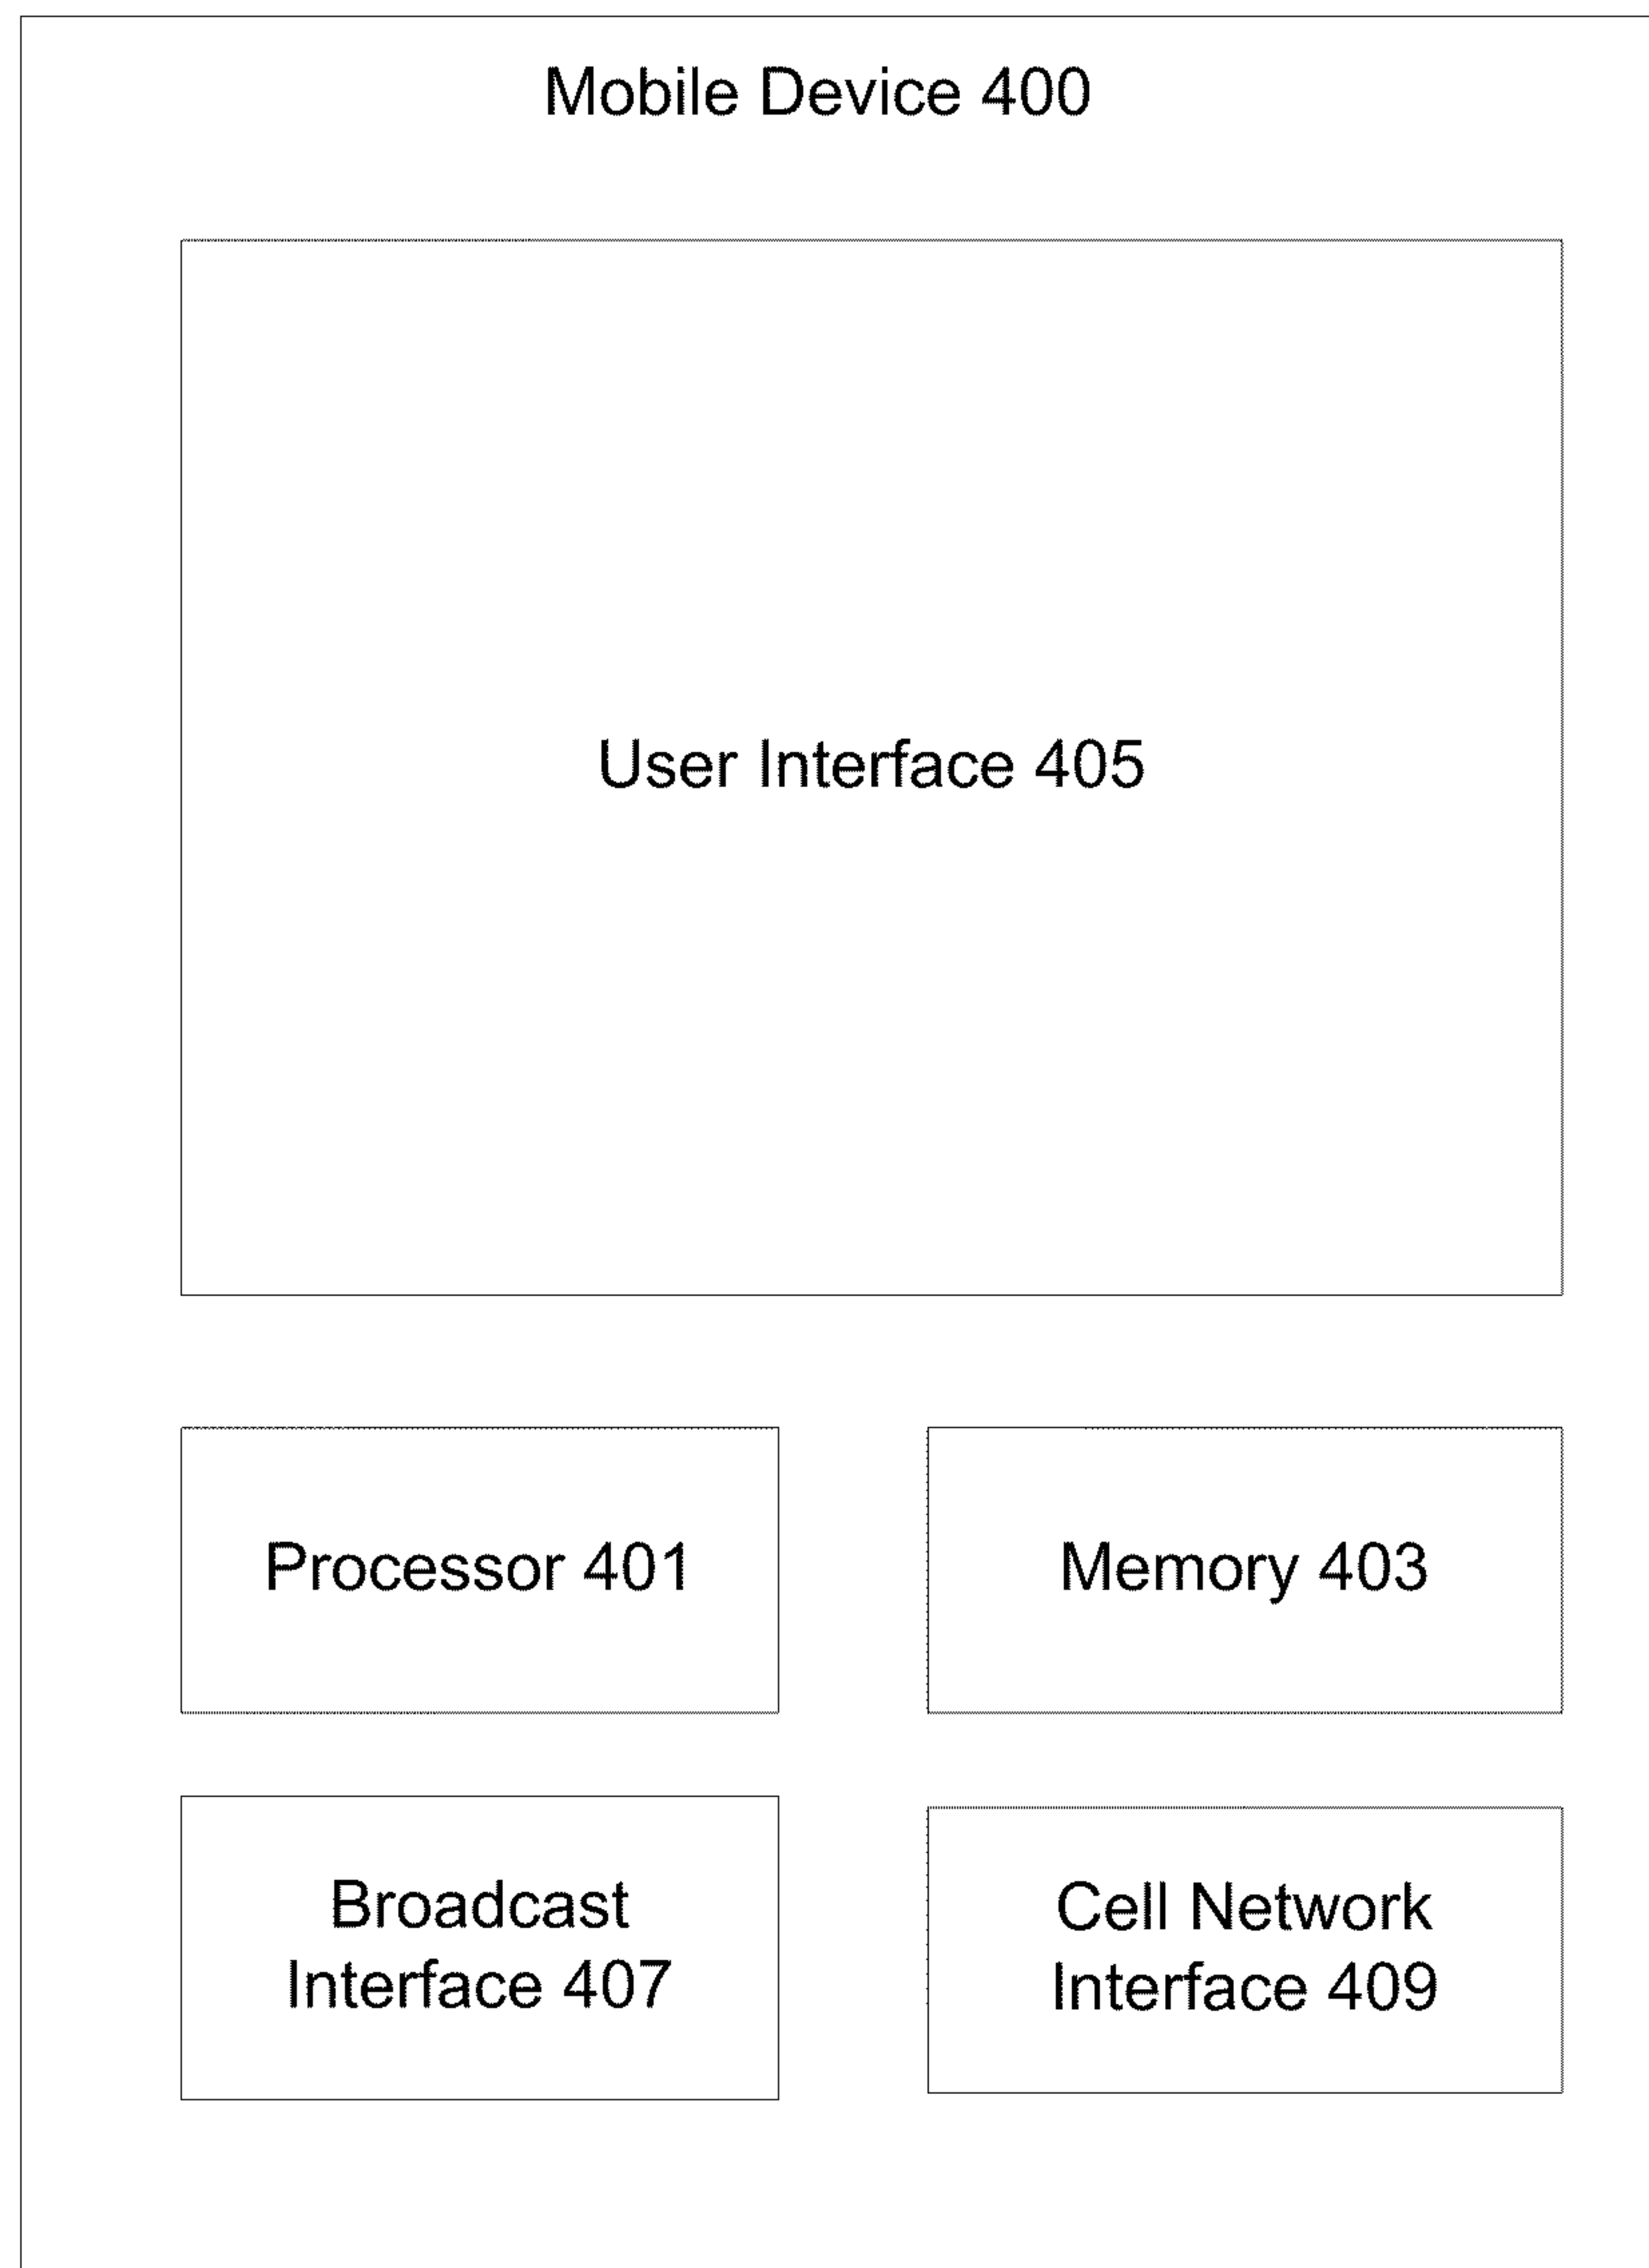 Mobile Device 400
User Interface 405
Processor 401
Memory 403
Broadcast
Interface 407
Cell Network
Interface 409